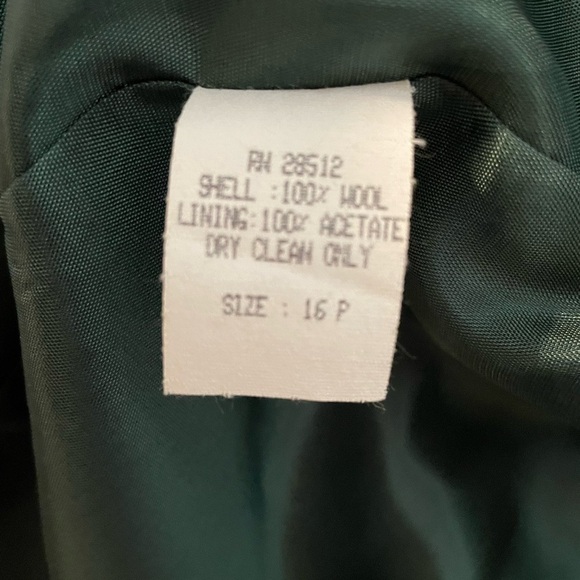 RN 28512
SHELL :100% WOOL
LINING:100% ACETATE
DRY CLEAN ONLY
SIZE : 16 P